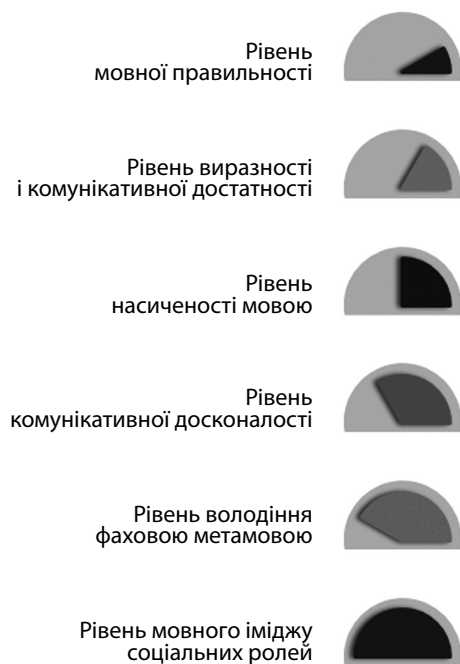 Рівень
мовної правильності
Рівень виразності
і комунікативної достатності
Рівень
насиченості мовою
Рівень
комунікативної досконалості
Рівень володіння
фаховою метамовою
Рівень мовного іміджу
соціальних ролей